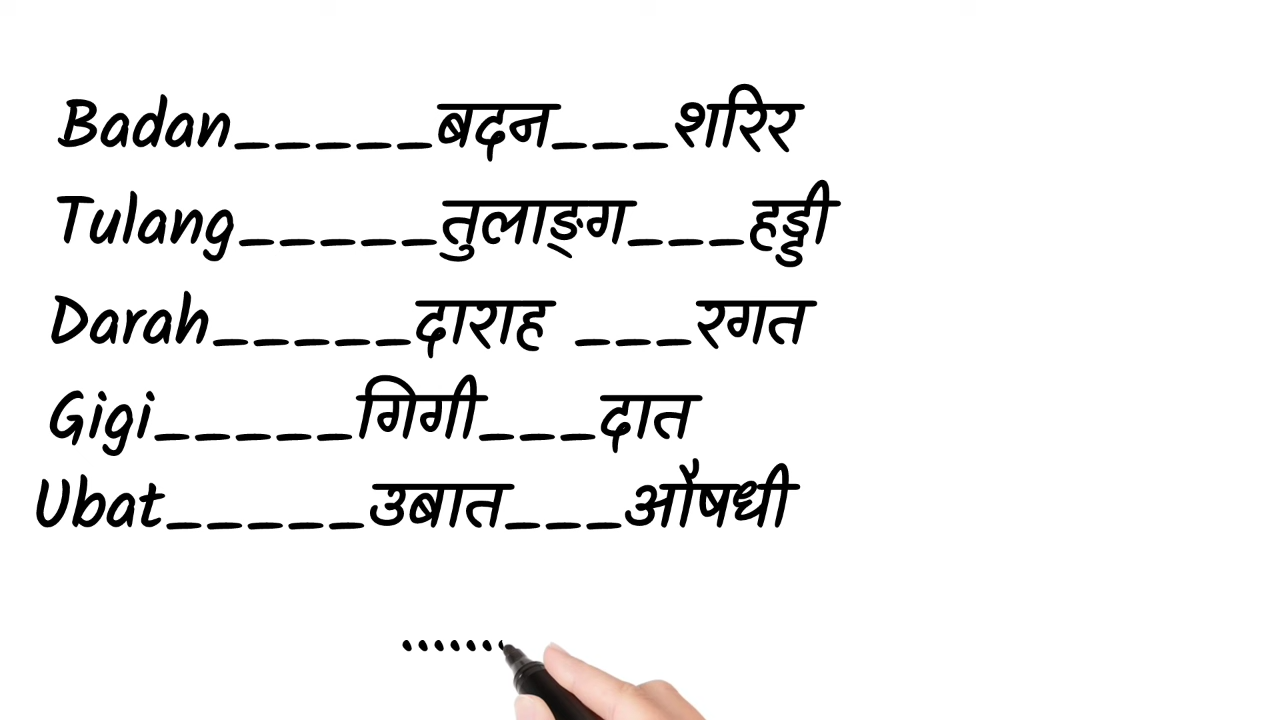 Badan_____बदन___शरिर
Tulang_____तुलाङ्ग___हड्डी
Darah_____दाराह ___रगत
Gigi_____गिगी___दात
Ubat_____उबात___औषधी
.......